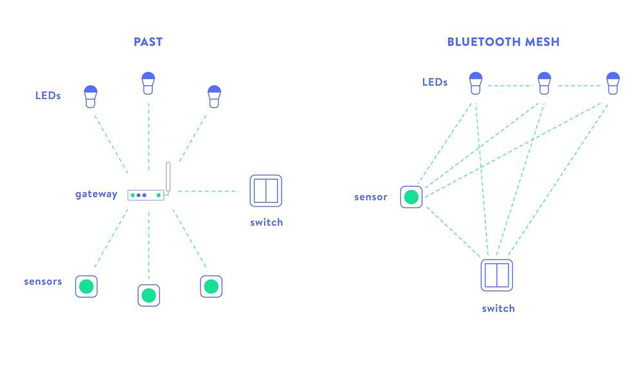 PAST
LEDs
gateway
switch
sensors
BLUETOOTH MESH
LEDs
sensor
switch